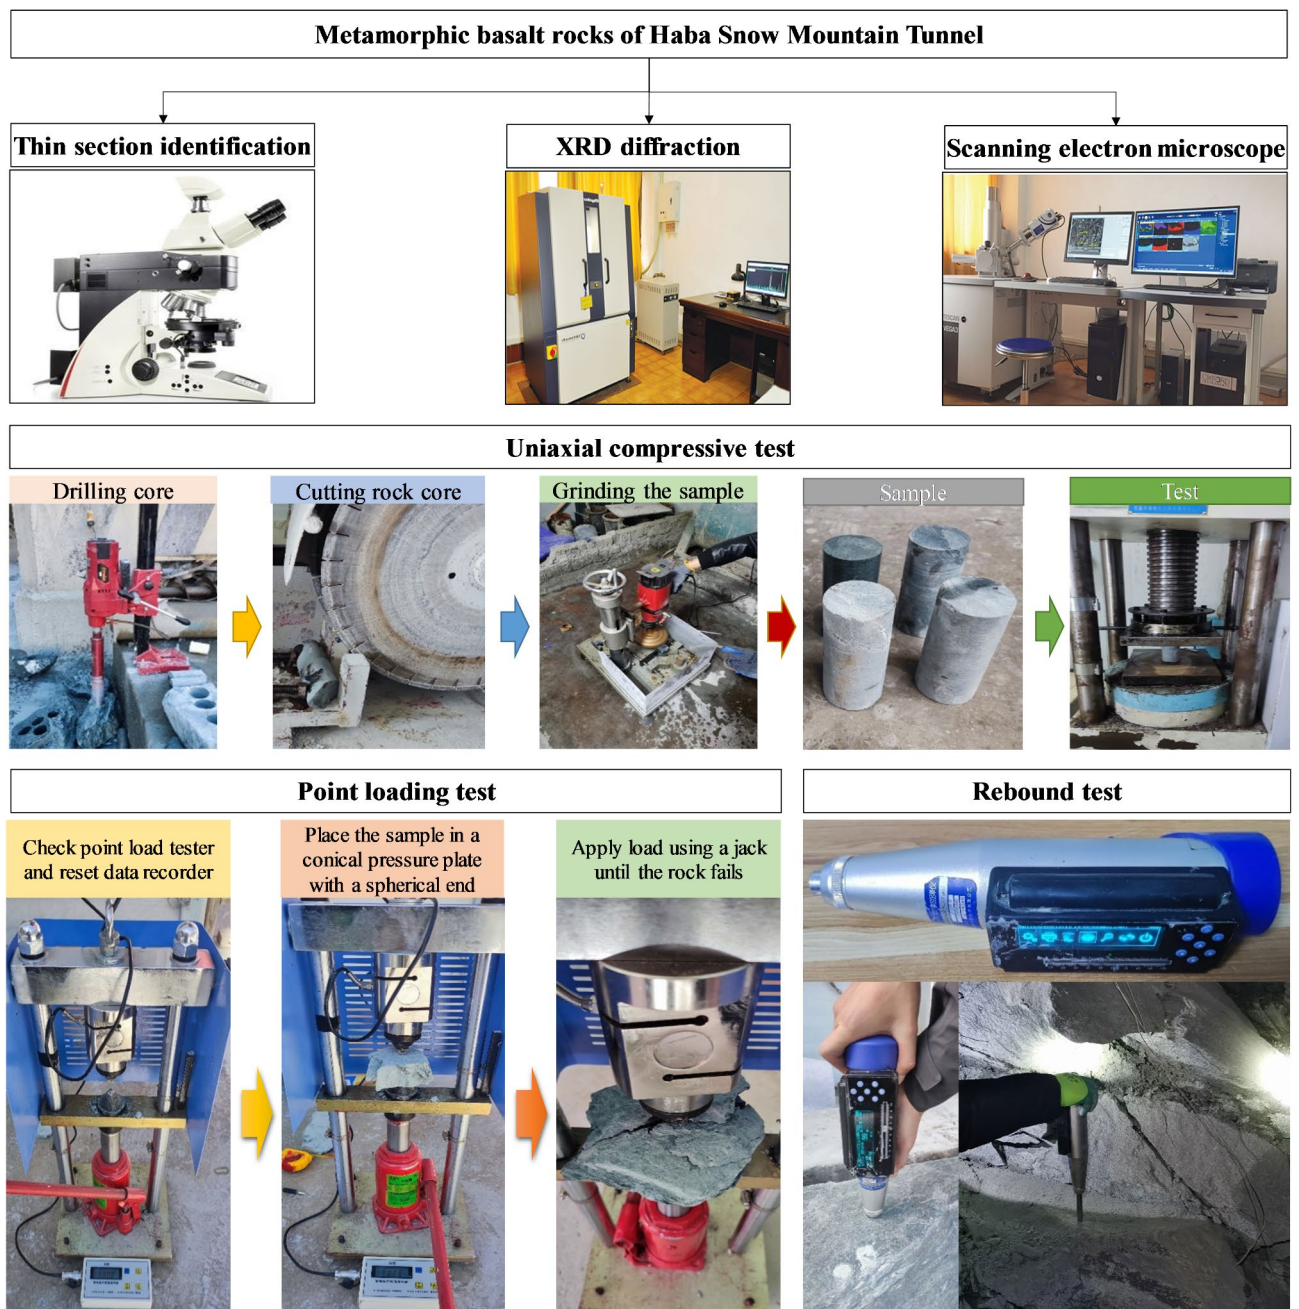 Metamorphic basalt rocks of Haba Snow Mountain Tunnel
Thin section identification
XRD diffraction
Scanning electron microscope
Uniaxial compressive test
Drilling core
Cutting rock core
Grinding the sample
Sample
Test
Point loading test
Rebound test
Check point load tester
and reset data recorder
Place the sample in a
conical pressure plate
with a spherical end
Apply load using a jack
until the rock fails